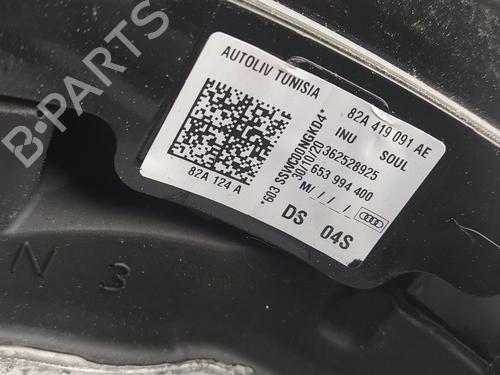 AUTOLIV TUNISIA
82A 419 091 AE
INU SOUL
362528925
653 994 400
30/10/20
*603 SSWC00NGK04*
M/ / / /
82A 124 A
DS 04S
N 3
B-PARTS